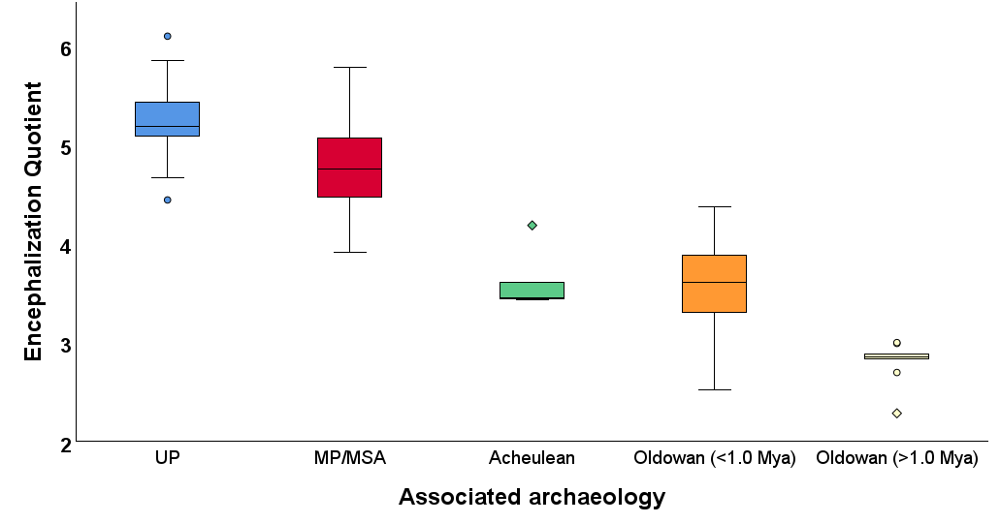 Encephalization Quotient
6
5
4
3
2
UP
MP/MSA
Acheulean
Oldowan (<1.0 Mya)
Oldowan (>1.0 Mya)
Associated archaeology